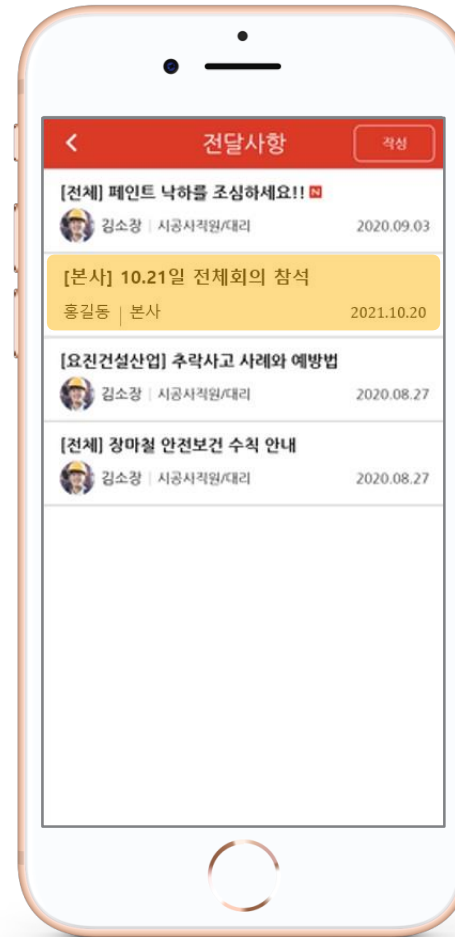 전달사항
작성
[전체] 페인트 낙하를 조심하세요!! N
김소장 | 시공사직원/대리 2020.09.03
[본사] 10.21일 전체회의 참석
홍길동 | 본사 2021.10.20
[요진건설산업] 추락사고 사례와 예방법
김소장 | 시공사직원/대리 2020.08.27
[전체] 장마철 안전보건 수칙 안내
김소장 | 시공사직원/대리 2020.08.27